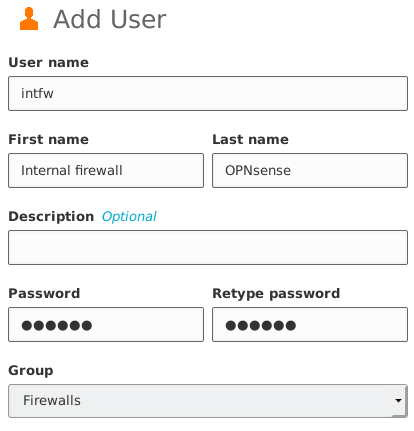 Add User
User name
intfw
First name Last name
Internal firewall OPNsense
Description Optional
Password Retype password
●●●●●● ●●●●●●
Group
Firewalls